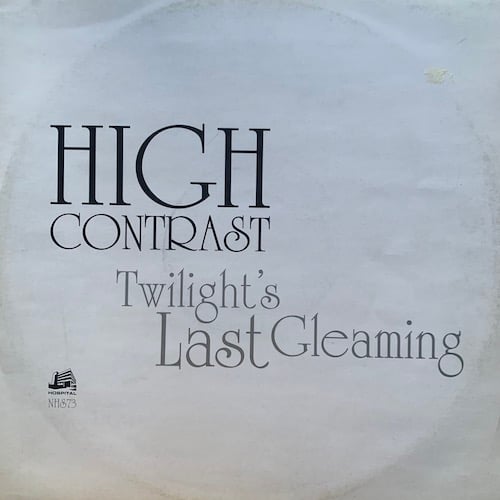 HIGH
CONTRAST
Twilight's
Last Gleaming
HOSPITAL
NHS73